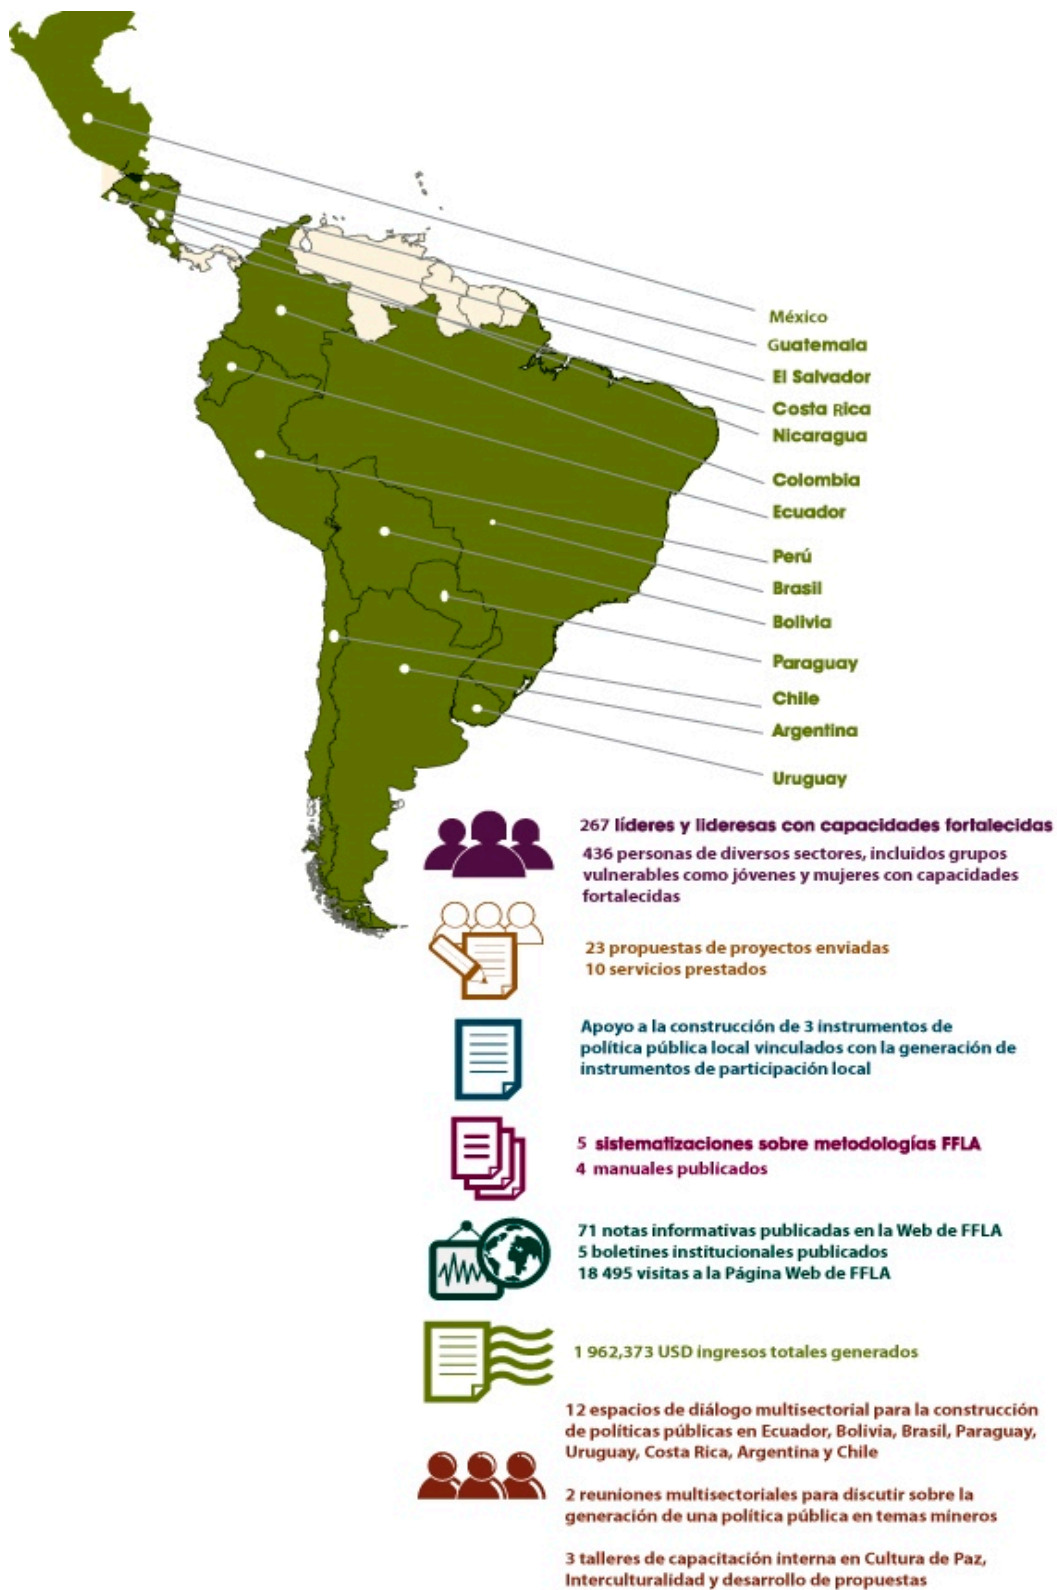 México
Guatemala
El Salvador
Costa Rica
Nicaragua
Colombia
Ecuador
Perú
Brasil
Bolivia
Paraguay
Chile
Argentina
Uruguay
267 líderes y lideresas con capacidades fortalecidas
436 personas de diversos sectores, incluidos grupos
vulnerables como jóvenes y mujeres con capacidades
fortalecidas
23 propuestas de proyectos enviadas
10 servicios prestados
Apoyo a la construcción de 3 instrumentos de
política pública local vinculados con la generación de
instrumentos de participación local
5 sistematizaciones sobre metodologías FFLA
4 manuales publicados
71 notas informativas publicadas en la Web de FFLA
5 boletines institucionales publicados
18 495 visitas a la Página Web de FFLA
1 962,373 USD ingresos totales generados
12 espacios de diálogo multisectorial para la construcción
de políticas públicas en Ecuador, Bolivia, Brasil, Paraguay,
Uruguay, Costa Rica, Argentina y Chile
2 reuniones multisectoriales para discutir sobre la
generación de una política pública en temas mineros
3 talleres de capacitación interna en Cultura de Paz,
Interculturalidad y desarrollo de propuestas